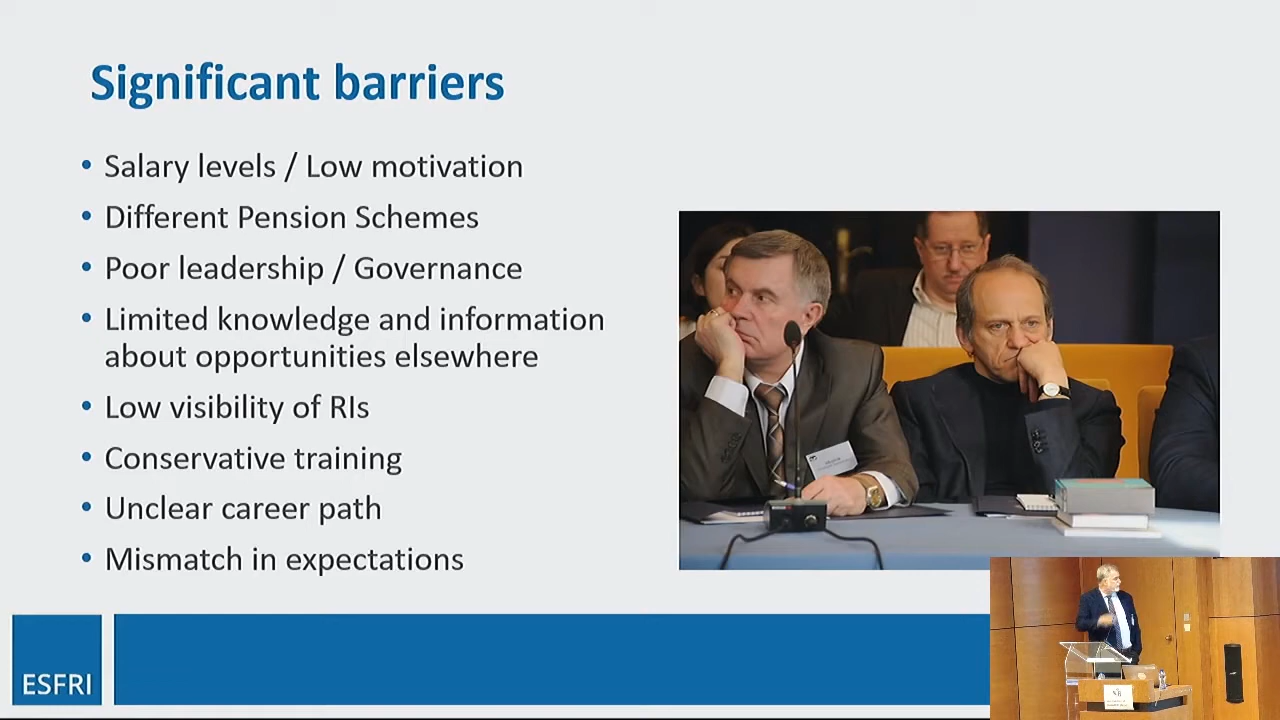 Significant barriers
• Salary levels / Low motivation
• Different Pension Schemes
• Poor leadership / Governance
• Limited knowledge and information
about opportunities elsewhere
• Low visibility of RIs
• Conservative training
• Unclear career path
• Mismatch in expectations
ESFRI